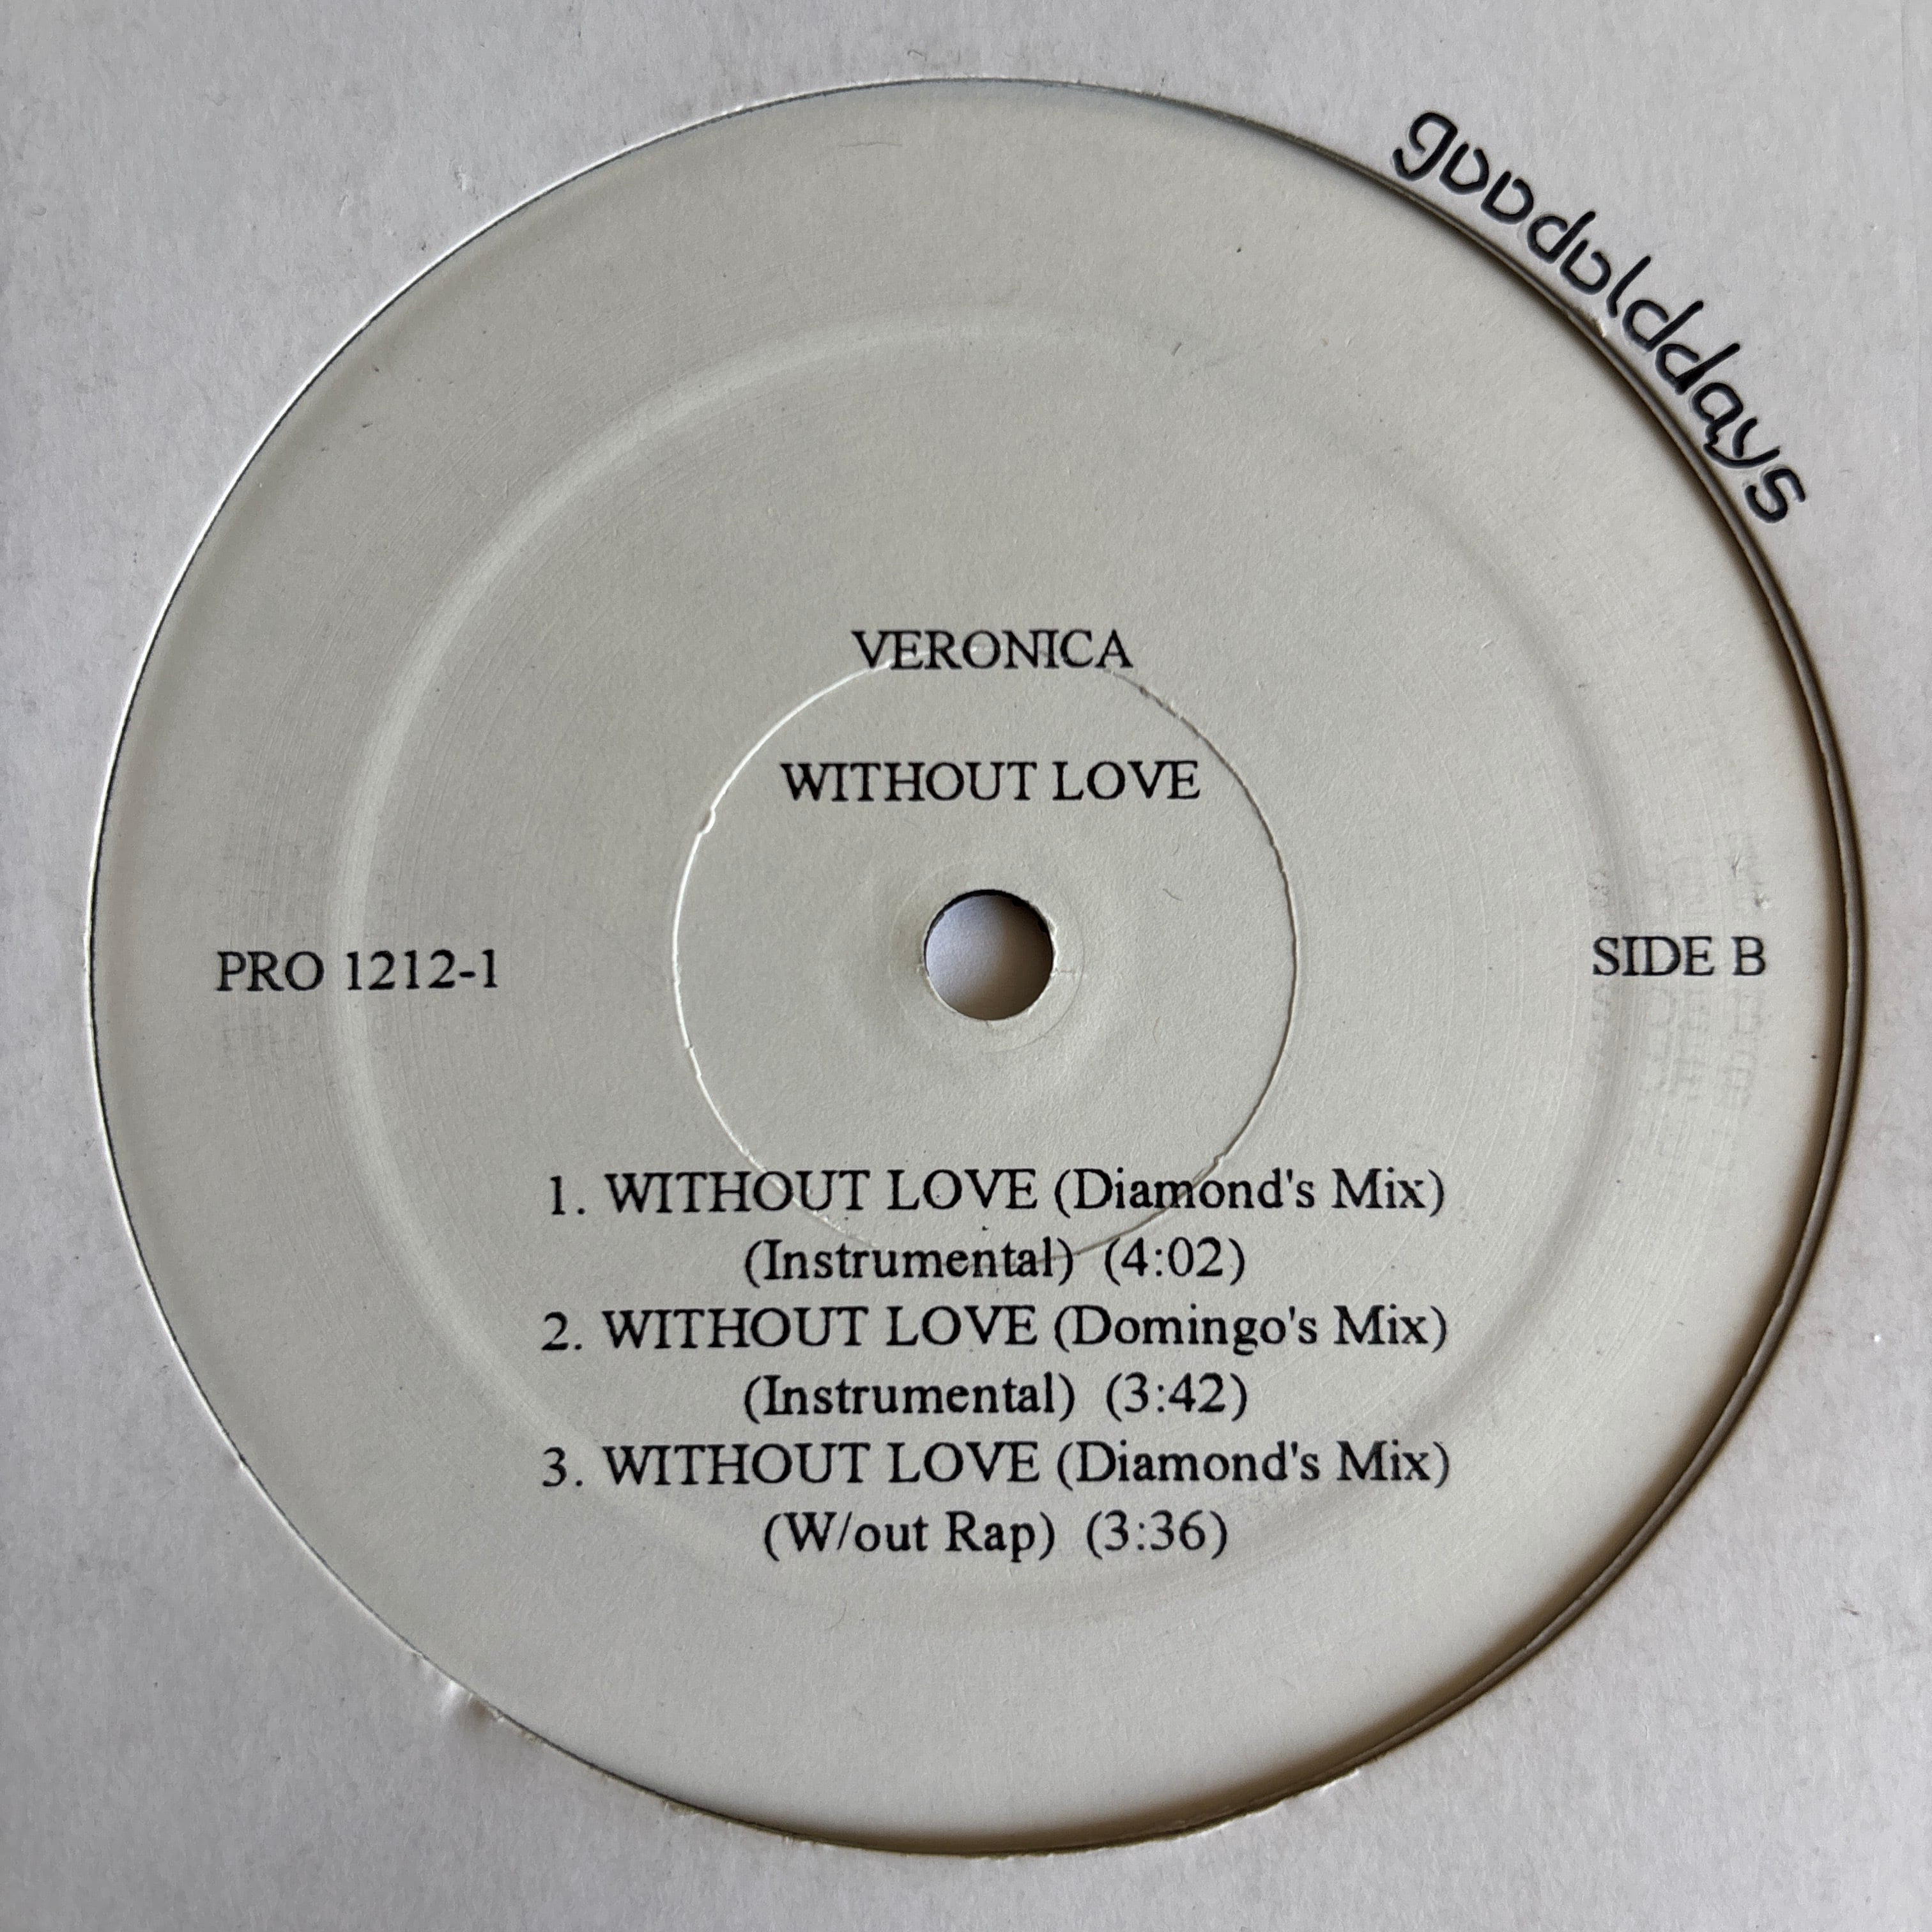 goodulddays
VERONICA
WITHOUT LOVE
PRO 1212-1
SIDE B
1. WITHOUT LOVE (Diamond's Mix)
(Instrumental) (4:02)
2. WITHOUT LOVE (Domingo's Mix)
(Instrumental) (3:42)
3. WITHOUT LOVE (Diamond's Mix)
(W/out Rap) (3:36)